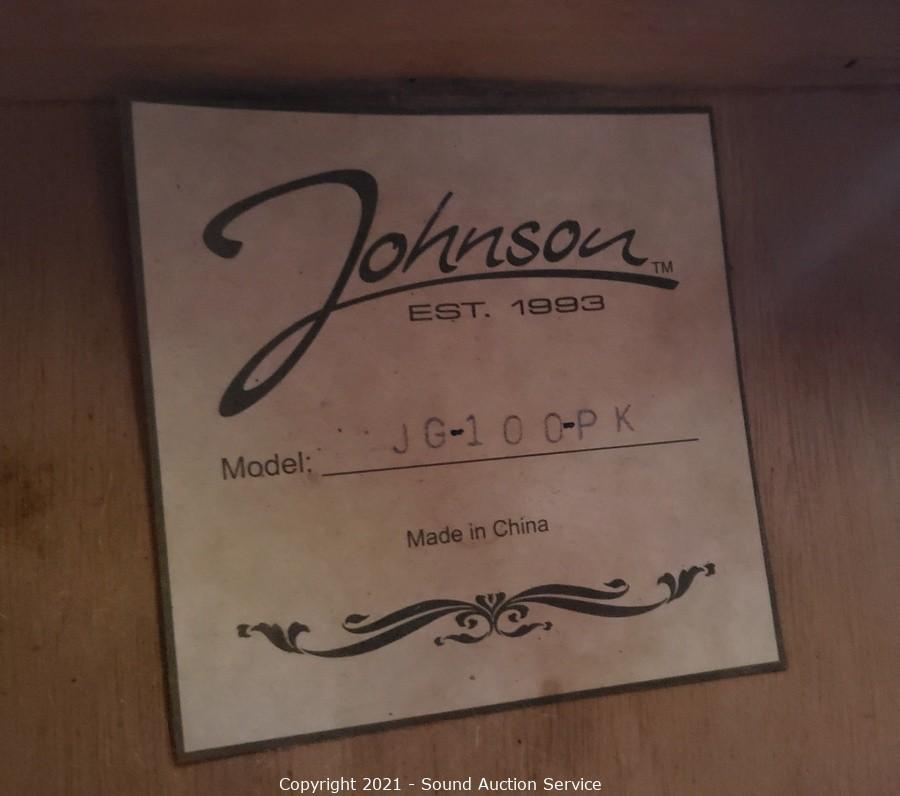 Johnson™
EST. 1993
Model: JG-100-PK
Made in China
Copyright 2021 - Sound Auction Service